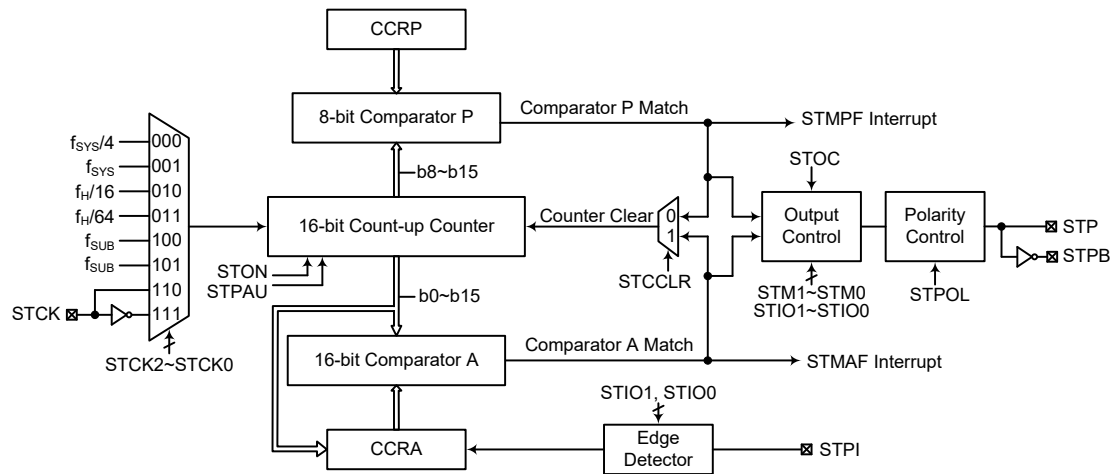 CCRP
8-bit Comparator P
Comparator P Match
STMPF Interrupt
fSYS/4
000
fSYS
001
fH/16
010
fH/64
011
fSUB
100
fSUB
101
110
111
STCK
STCK2~STCK0
b8~b15
16-bit Count-up Counter
STON
STPAU
b0~b15
Counter Clear
0
1
STCCLR
STOC
Output
Control
STM1~STM0
STIO1~STIO0
Polarity
Control
STPOL
STP
STPB
16-bit Comparator A
Comparator A Match
STMAF Interrupt
STIO1, STIO0
CCRA
Edge
Detector
STPI